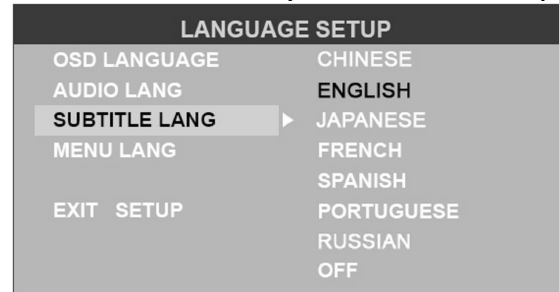 LANGUAGE SETUP
OSD LANGUAGE CHINESE
AUDIO LANG ENGLISH
SUBTITLE LANG JAPANESE
MENU LANG FRENCH
SPANISH
EXIT SETUP PORTUGUESE
RUSSIAN
OFF